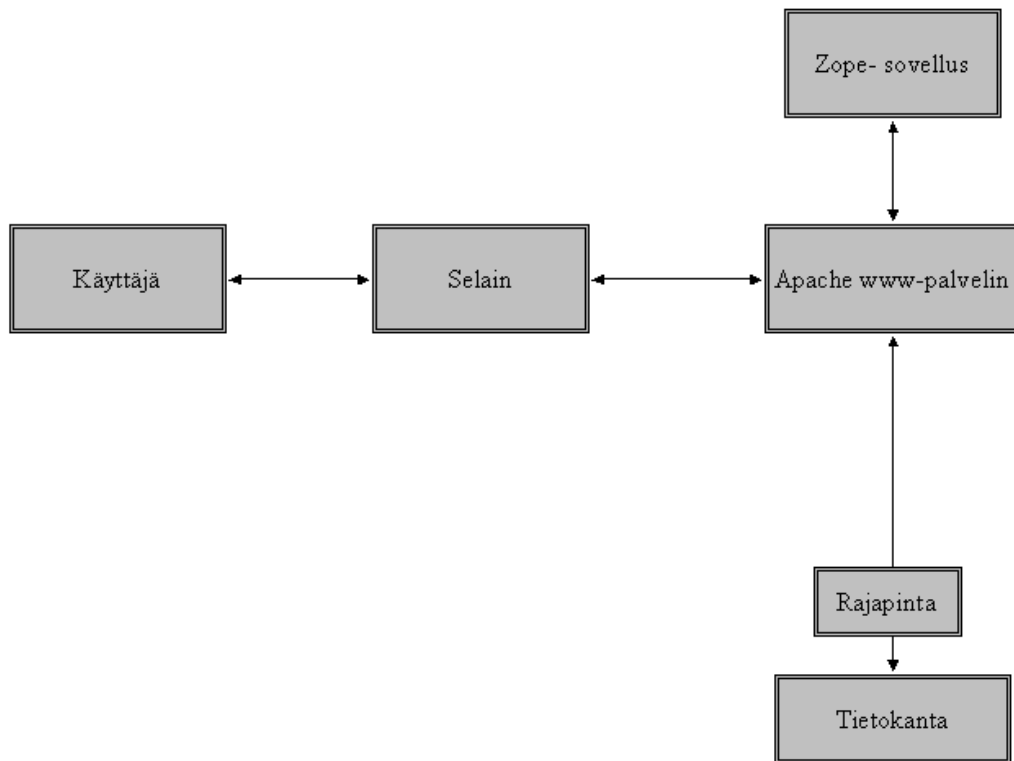 Zope- sovellus
Käyttäjä
Selain
Apache www-palvelin
Rajapinta
Tietokanta